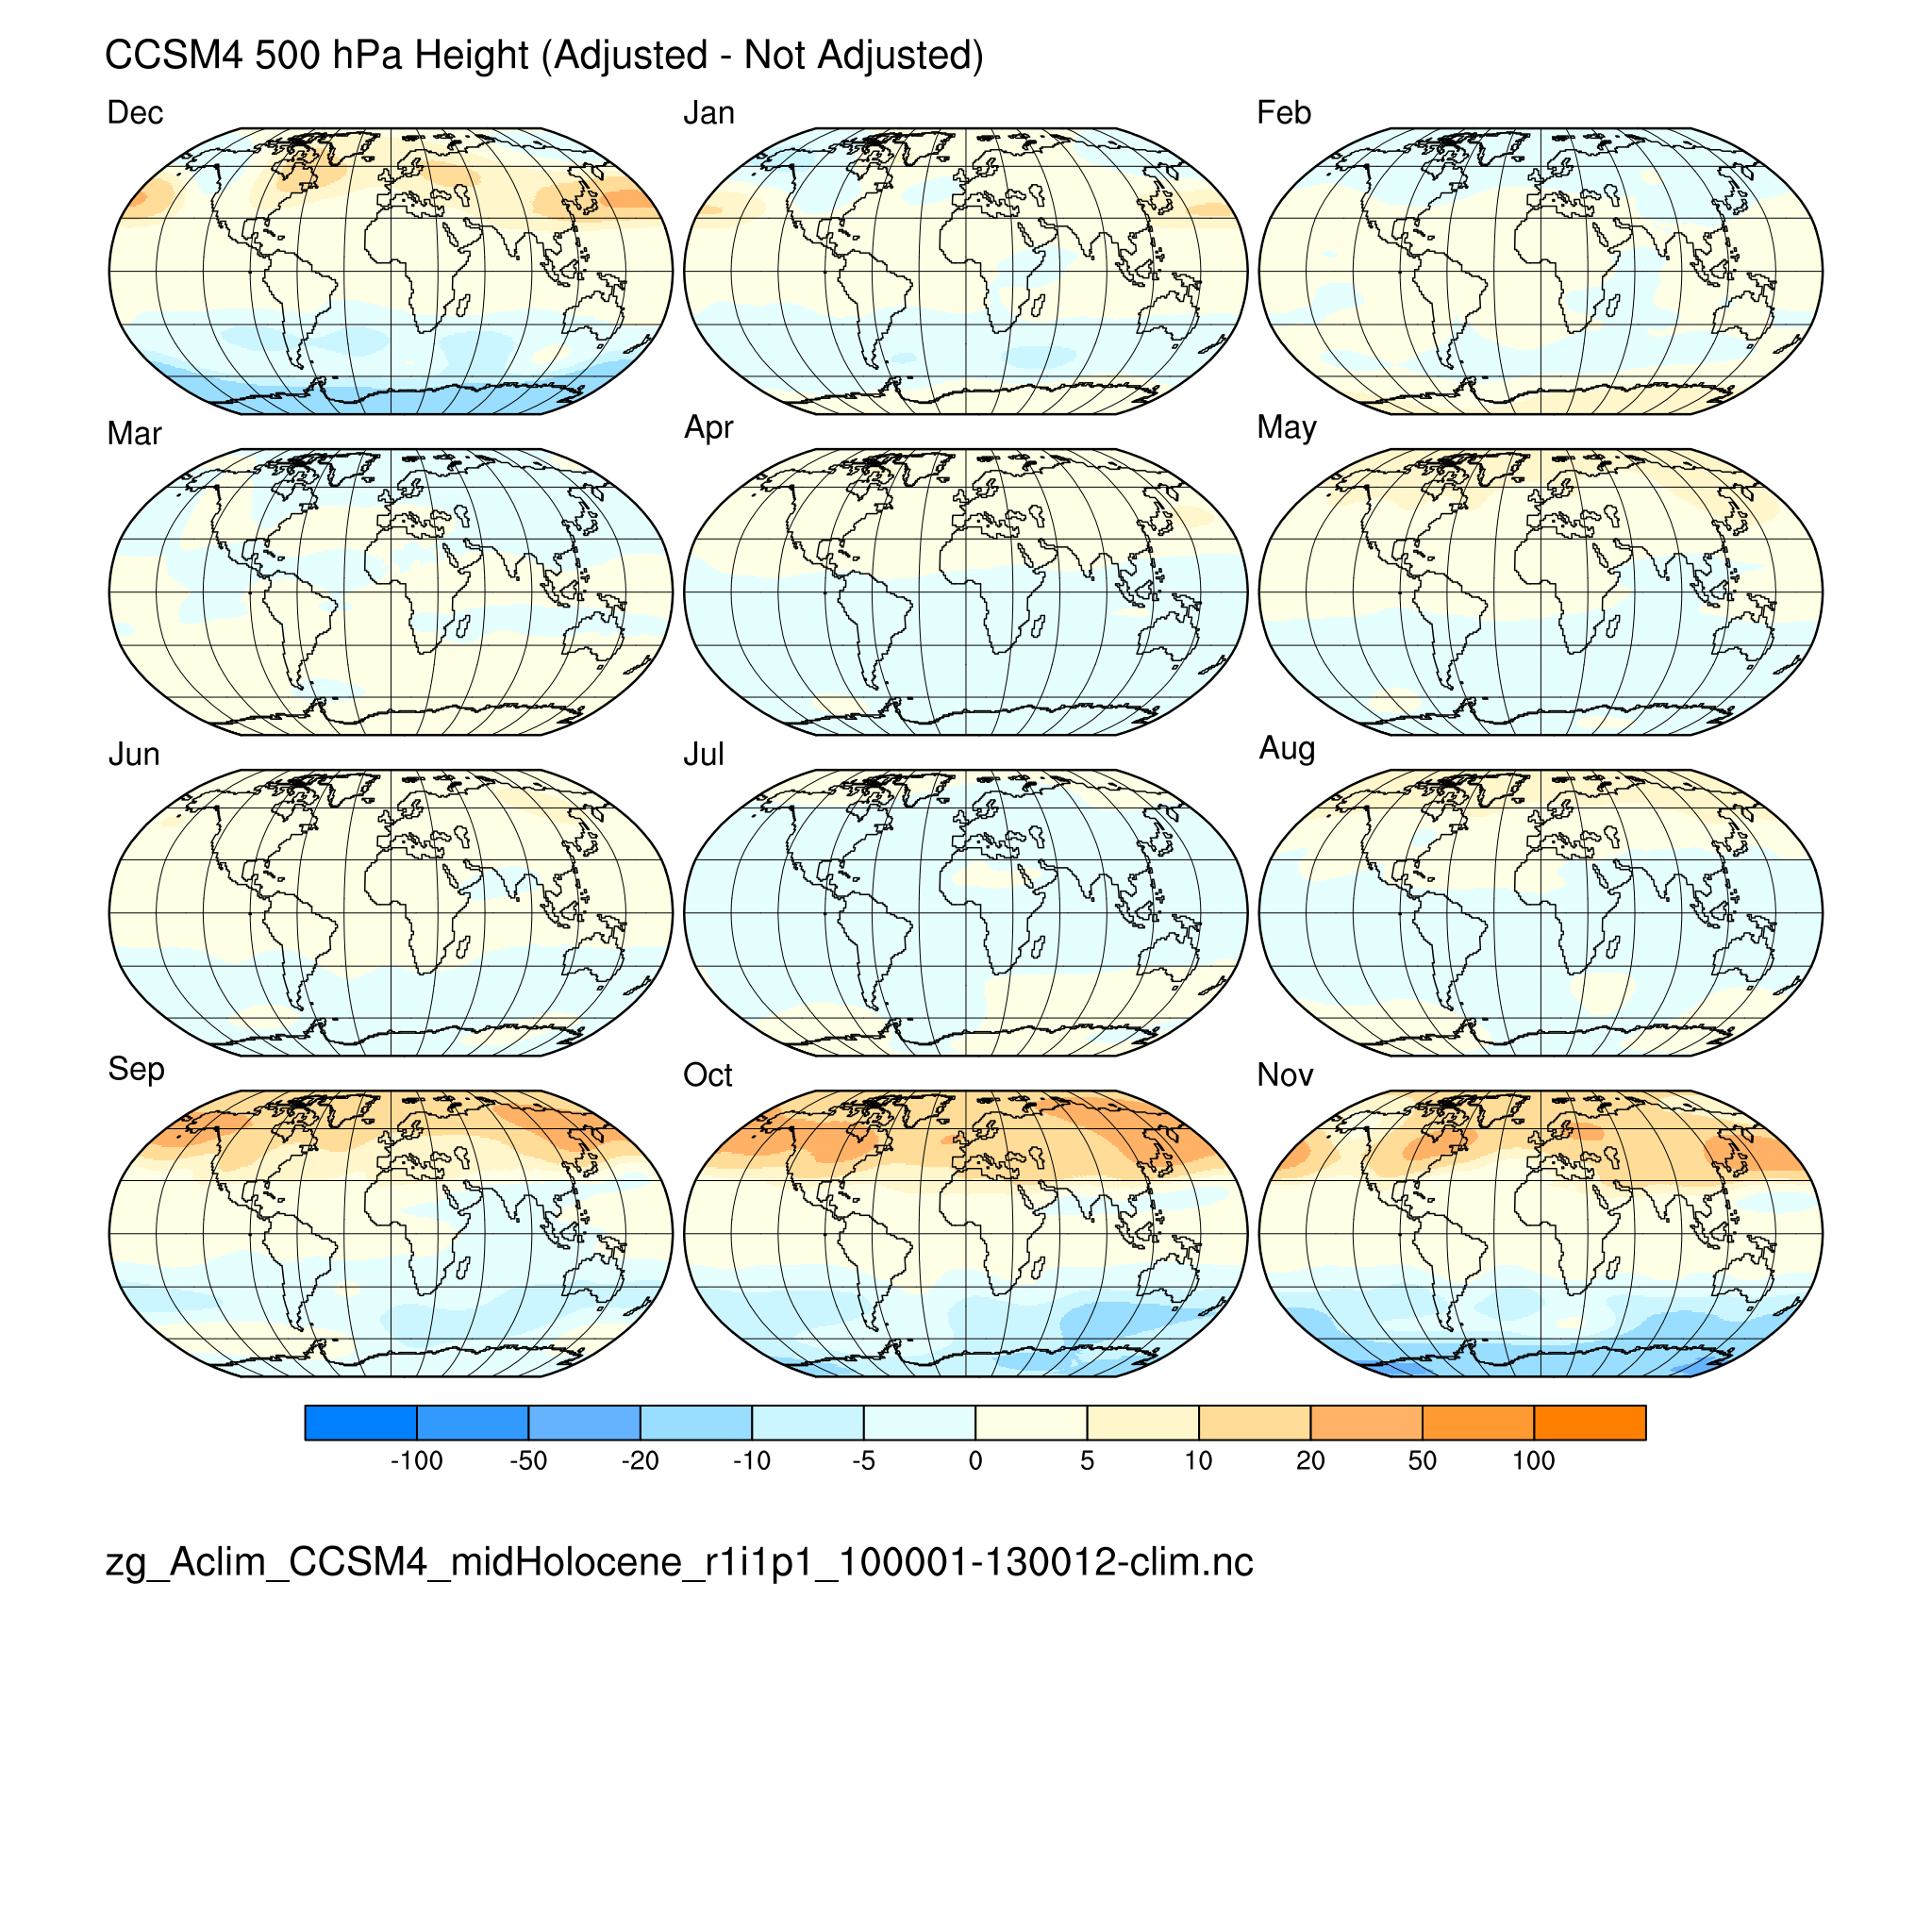 CCSM4 500 hPa Height (Adjusted - Not Adjusted)
Dec Jan Feb
Mar Apr May
Jun Jul Aug
Sep Oct Nov
-100 -50 -20 -10 -5 0 5 10 20 50 100
zg_Aclim_CCSM4_midHolocene_r1i1p1_100001-130012-clim.nc